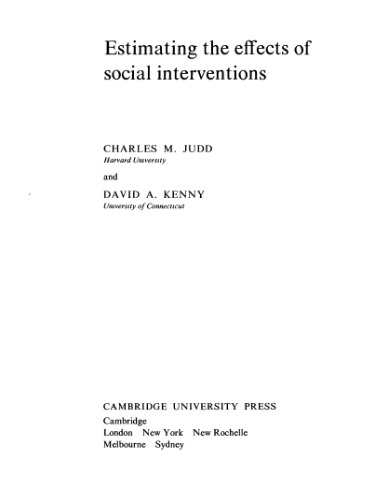 Estimating the effects of
social interventions
CHARLES M. JUDD
Harvard University
and
DAVID A. KENNY
University of Connecticut
CAMBRIDGE UNIVERSITY PRESS
Cambridge
London New York New Rochelle
Melbourne Sydney